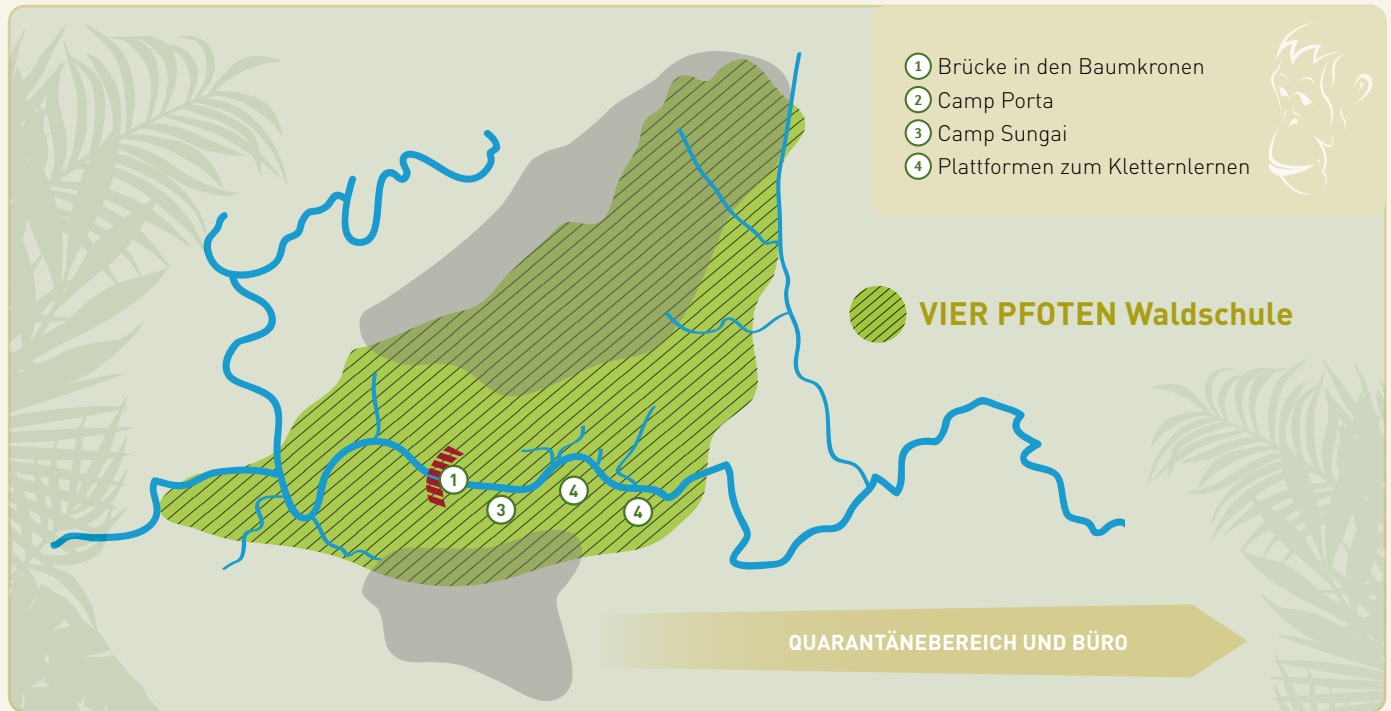 1 Brücke in den Baumkronen
2 Camp Porta
3 Camp Sungai
4 Plattformen zum Kletternlernen
VIER PFOTEN Waldschule
1
3
4
4
QUARANTÄNEBEREICH UND BÜRO